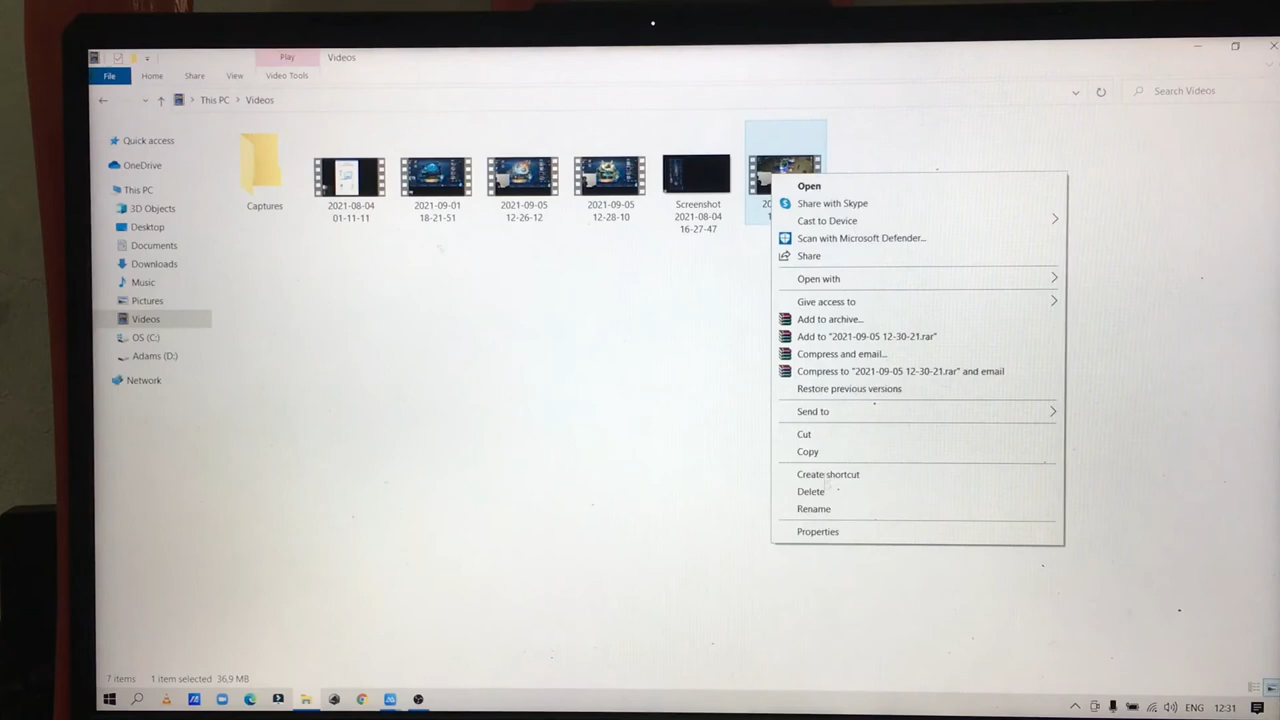 Play
Videos
File
Home
Share
View
Video Tools
This PC
Videos
Search Videos
Quick access
OneDrive
This PC
3D Objects
Desktop
Documents
Downloads
Music
Pictures
Videos
OS (C:)
Adams (D:)
Network
Captures
2021-08-04
01-11-11
2021-09-01
18-21-51
2021-09-05
12-26-12
2021-09-05
12-28-10
Screenshot
2021-08-04
16-27-47
Open
Share with Skype
Cast to Device
Scan with Microsoft Defender...
Share
Open with
Give access to
Add to archive...
Add to "2021-09-05 12-30-21.rar"
Compress and email...
Compress to "2021-09-05 12-30-21.rar" and email
Restore previous versions
Send to
Cut
Copy
Create shortcut
Delete
Rename
Properties
7 items
1 item selected 36,9 MB
ENG
12:31